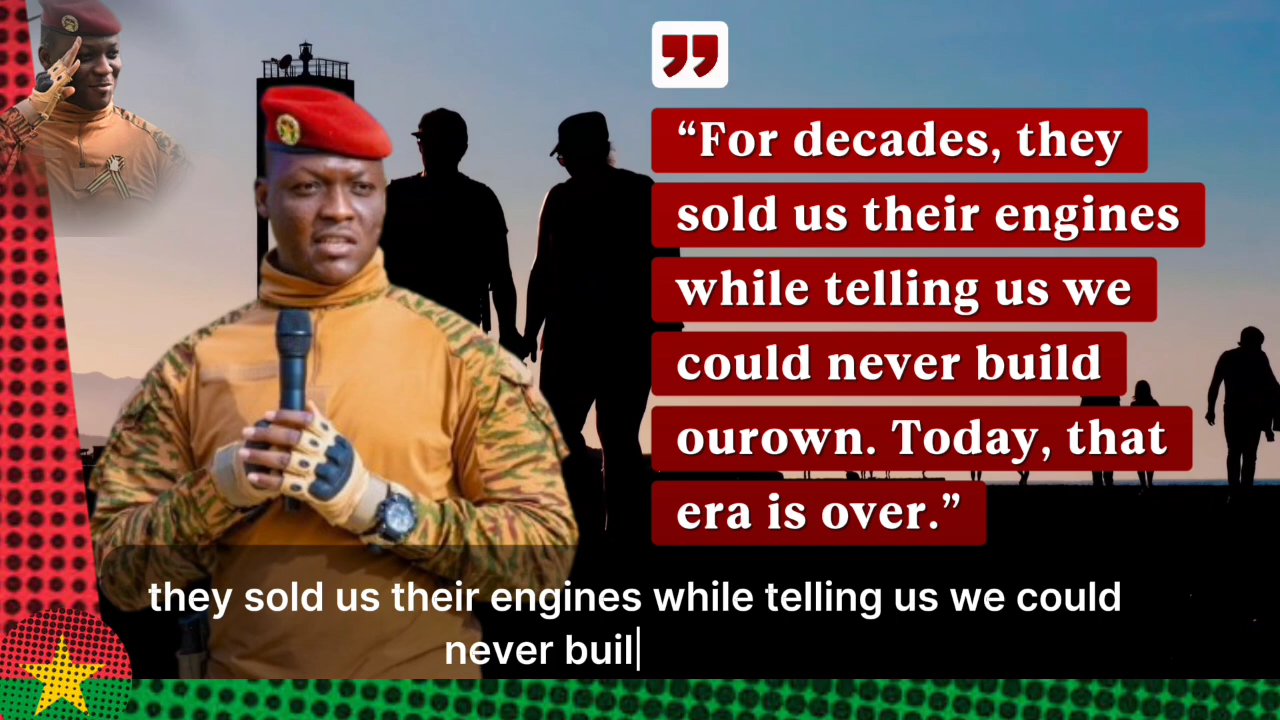 “For decades, they
sold us their engines
while telling us we
could never build
ourown. Today, that
era is over.”
they sold us their engines while telling us we could
never buil